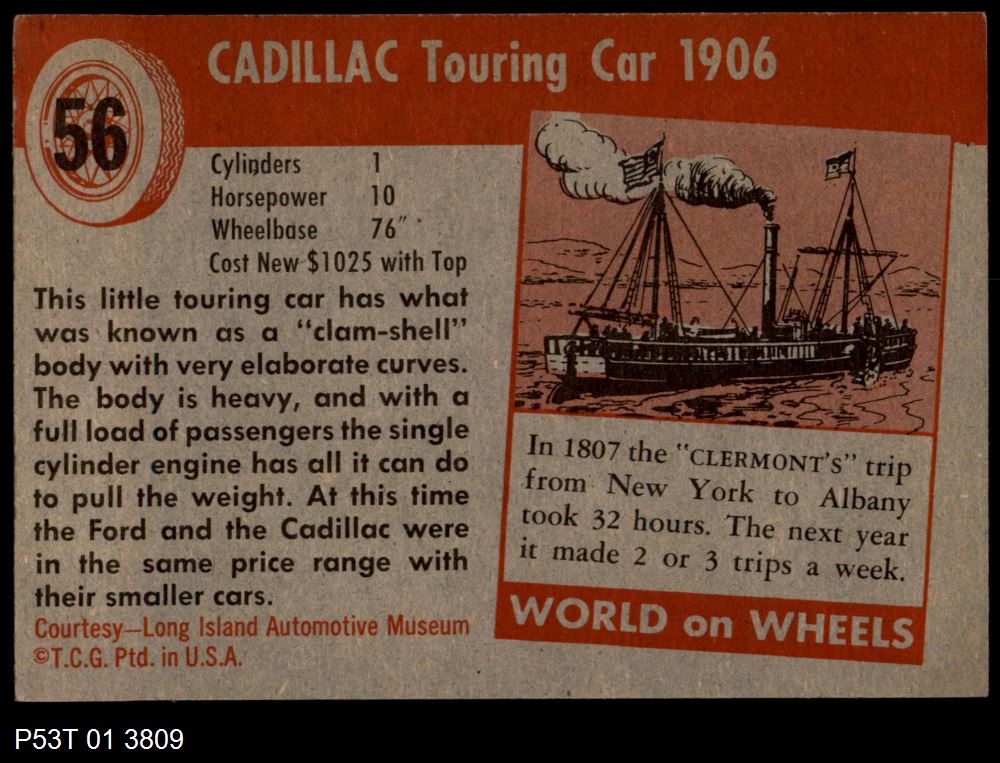 56
CADILLAC Touring Car 1906
Cylinders 1
Horsepower 10
Wheelbase 76"
Cost New $1025 with Top
This little touring car has what
was known as a "clam-shell"
body with very elaborate curves.
The body is heavy, and with a
full load of passengers the single
cylinder engine has all it can do
to pull the weight. At this time
the Ford and the Cadillac were
in the same price range with
their smaller cars.
Courtesy—Long Island Automotive Museum
©T.C.G. Ptd. in U.S.A.
In 1807 the "CLERMONT'S" trip
from New York to Albany
took 32 hours. The next year
it made 2 or 3 trips a week.
WORLD on WHEELS
P53T 01 3809